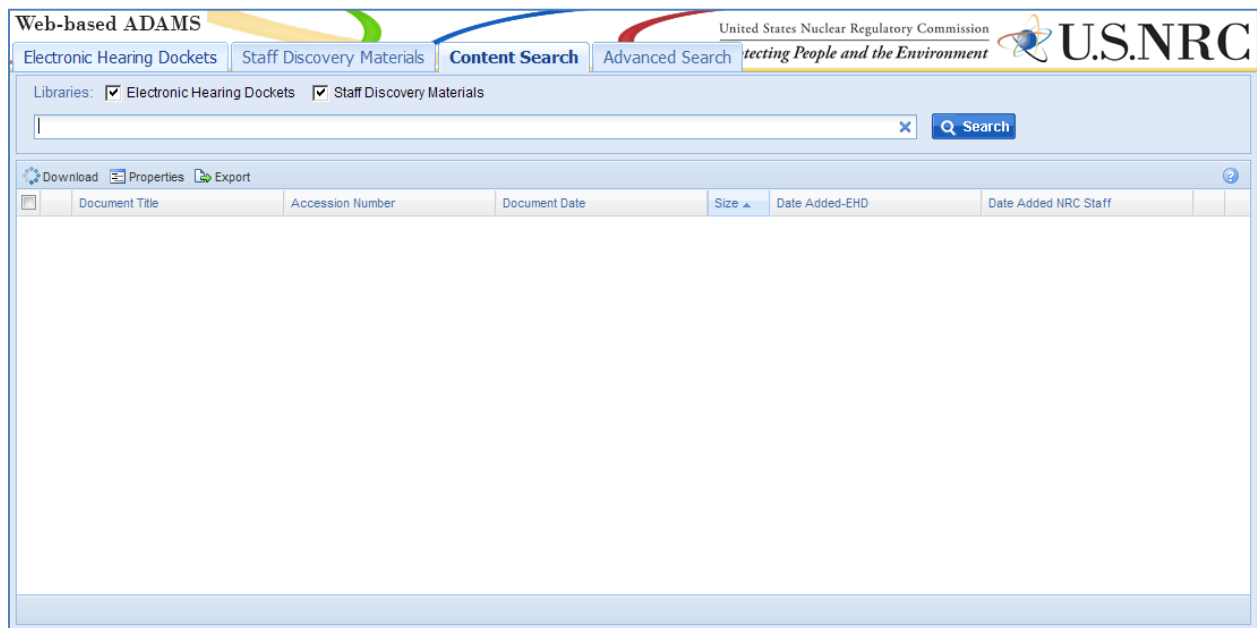 Web-based ADAMS
United States Nuclear Regulatory Commission
tecting People and the Environment
U.S.NRC
Electronic Hearing Dockets Staff Discovery Materials Content Search Advanced Search
Libraries: Electronic Hearing Dockets Staff Discovery Materials
Search
Download Properties Export
Document Title Accession Number Document Date Size Date Added-EHD Date Added NRC Staff